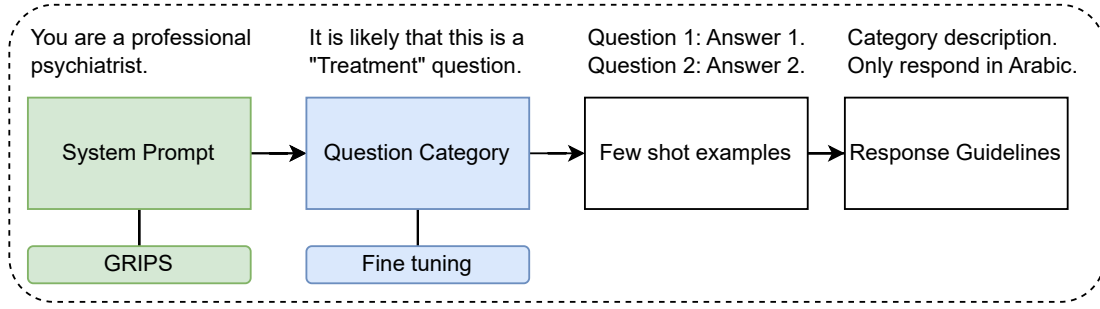 You are a professional
psychiatrist.
It is likely that this is a
"Treatment" question.
Question 1: Answer 1.
Question 2: Answer 2.
Category description.
Only respond in Arabic.
System Prompt
Question Category
Few shot examples
Response Guidelines
GRIPS
Fine tuning